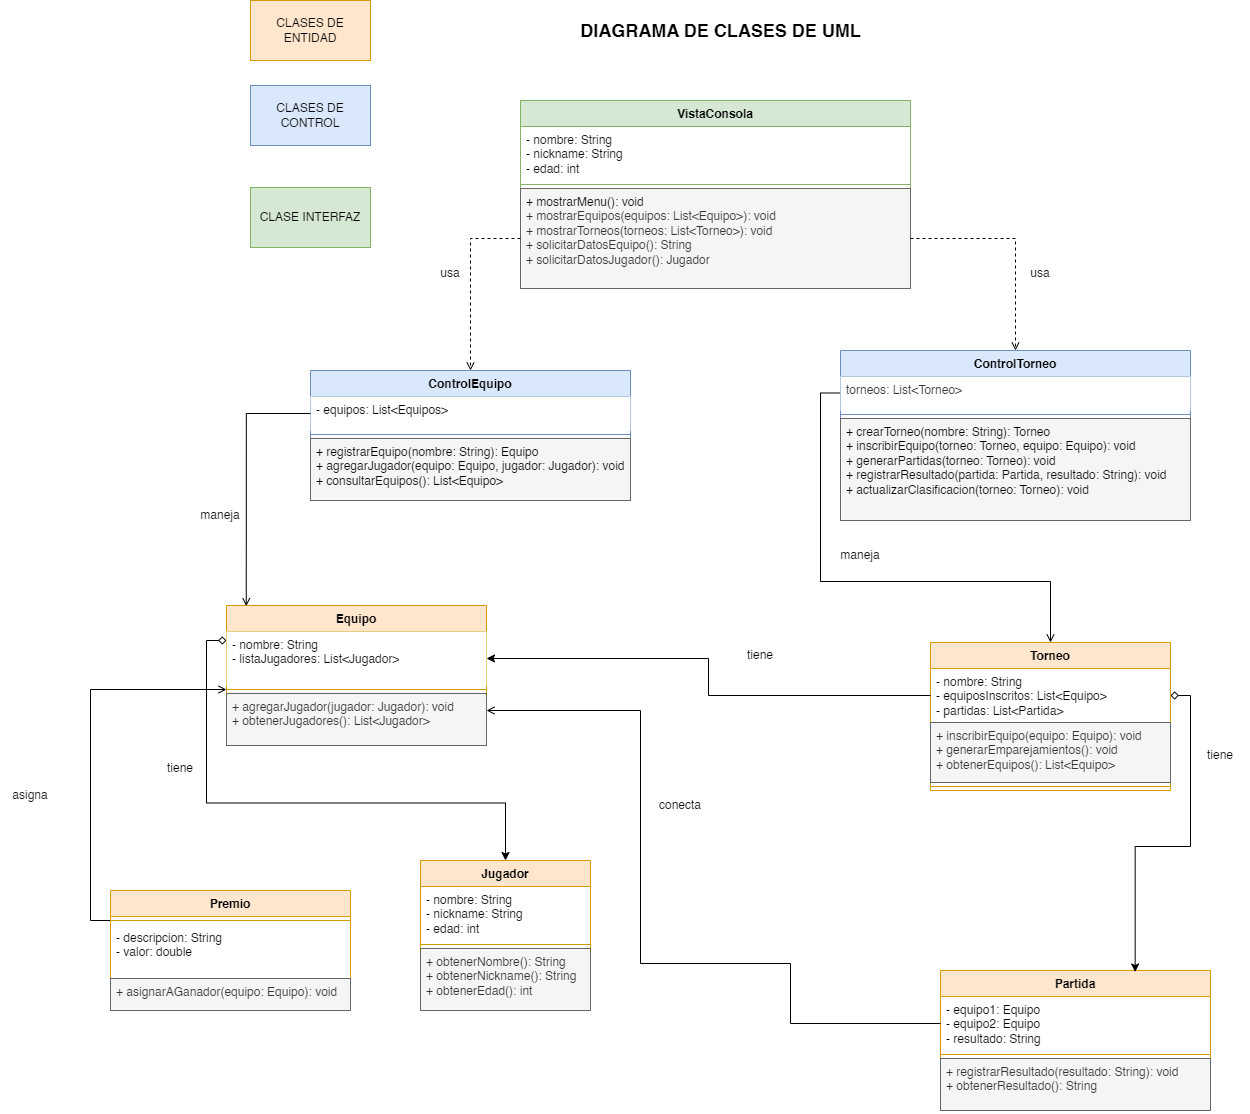 CLASES DE
ENTIDAD
DIAGRAMA DE CLASES DE UML
CLASES DE
CONTROL
CLASE INTERFAZ
VistaConsola
- nombre: String
- nickname: String
- edad: int
+ mostrarMenu(): void
+ mostrarEquipos(equipos: List<Equipo>): void
+ mostrarTorneos(torneos: List<Torneo>): void
+ solicitarDatosEquipo(): String
+ solicitarDatosJugador(): Jugador
usa
usa
ControlEquipo
- equipos: List<Equipos>
+ registrarEquipo(nombre: String): Equipo
+ agregarJugador(equipo: Equipo, jugador: Jugador): void
+ consultarEquipos(): List<Equipo>
ControlTorneo
torneos: List<Torneo>
+ crearTorneo(nombre: String): Torneo
+ inscribirEquipo(torneo: Torneo, equipo: Equipo): void
+ generarPartidas(torneo: Torneo): void
+ registrarResultado(partida: Partida, resultado: String): void
+ actualizarClasificacion(torneo: Torneo): void
maneja
maneja
Equipo
- nombre: String
- listaJugadores: List<Jugador>
+ agregarJugador(jugador: Jugador): void
+ obtenerJugadores(): List<Jugador>
tiene
Torneo
- nombre: String
- equiposInscritos: List<Equipo>
- partidas: List<Partida>
+ inscribirEquipo(equipo: Equipo): void
+ generarEmparejamientos(): void
+ obtenerEquipos(): List<Equipo>
tiene
tiene
asigna
conecta
Premio
- descripcion: String
- valor: double
+ asignarAGanador(equipo: Equipo): void
Jugador
- nombre: String
- nickname: String
- edad: int
+ obtenerNombre(): String
+ obtenerNickname(): String
+ obtenerEdad(): int
Partida
- equipo1: Equipo
- equipo2: Equipo
- resultado: String
+ registrarResultado(resultado: String): void
+ obtenerResultado(): String